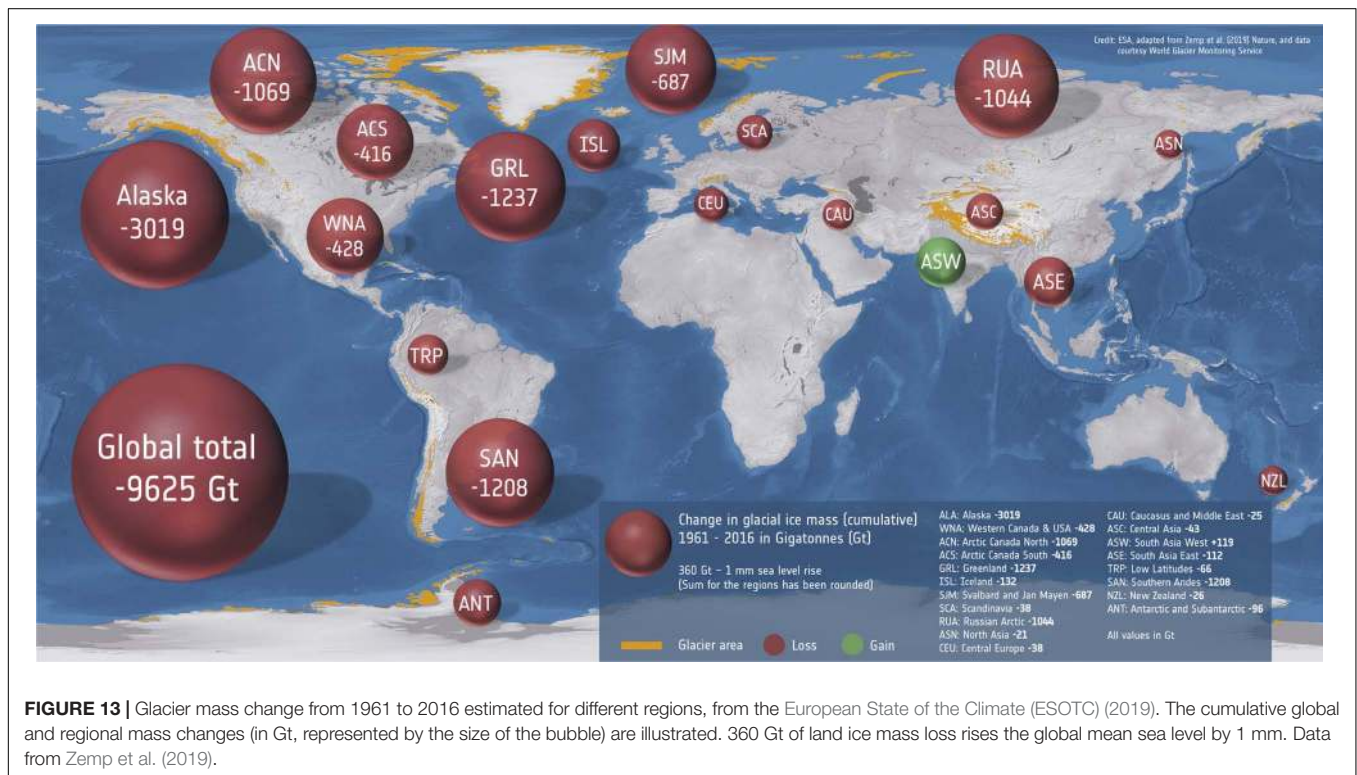 Credit: ESA, adapted from Zemp et al. (2019) Nature, and data
courtesy World Glacier Monitoring Service
ACN
-1069
SJM
-687
RUA
-1044
ACS
-416
ISL
SCA
ASN
GRL
-1237
Alaska
-3019
WNA
-428
CEU
CAU
ASC
ASW
ASE
TRP
Global total
-9625 Gt
SAN
-1208
NZL
ANT
Change in glacial ice mass (cumulative)
1961 - 2016 in Gigatonnes (Gt)
360 Gt - 1 mm sea level rise
(Sum for the regions has been rounded)
Glacier area
Loss
Gain
ALA: Alaska -3019
WNA: Western Canada & USA -428
ACN: Arctic Canada North -1069
ACS: Arctic Canada South -416
GRL: Greenland -1237
ISL: Iceland -132
SJM: Svalbard and Jan Mayen -687
SCA: Scandinavia -38
RUA: Russian Arctic -1044
ASN: North Asia -21
CEU: Central Europe -38
CAU: Caucasus and Middle East -25
ASC: Central Asia -43
ASW: South Asia West +119
ASE: South Asia East -112
TRP: Low Latitudes -66
SAN: Southern Andes -1208
NZL: New Zealand -26
ANT: Antarctic and Subantarctic -96
All values in Gt
FIGURE 13 | Glacier mass change from 1961 to 2016 estimated for different regions, from the European State of the Climate (ESOTC) (2019). The cumulative global
and regional mass changes (in Gt, represented by the size of the bubble) are illustrated. 360 Gt of land ice mass loss rises the global mean sea level by 1 mm. Data
from Zemp et al. (2019).